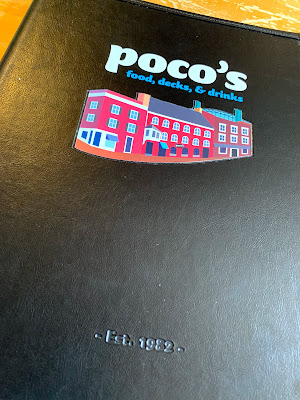 poco's
food, decks, & drinks
- Est. 1982 -